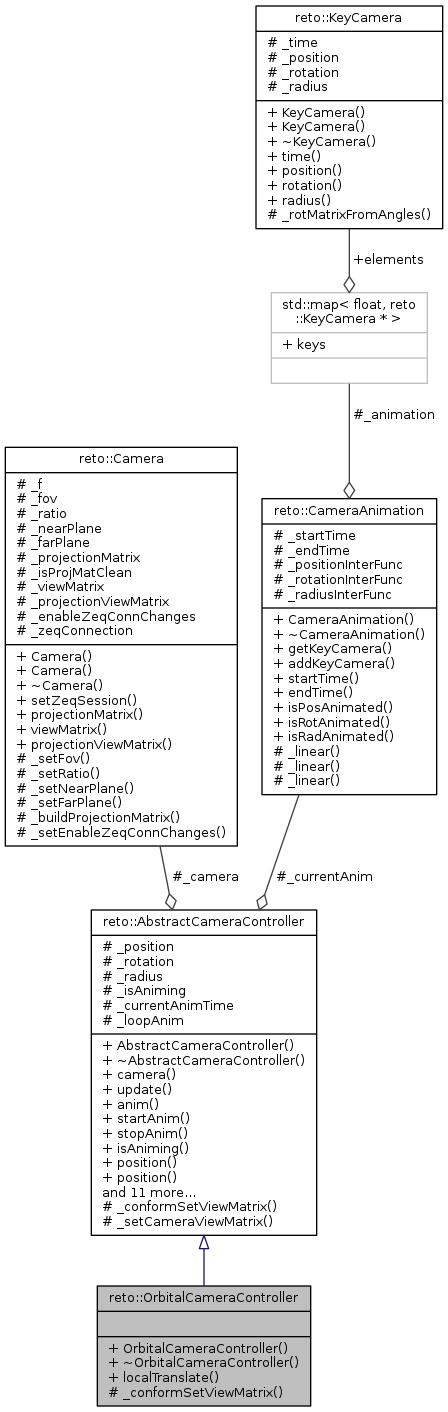 reto::KeyCamera
# _time
# _position
# _rotation
# _radius
+ KeyCamera()
+ KeyCamera()
+ ~KeyCamera()
+ time()
+ position()
+ rotation()
+ radius()
# _rotMatrixFromAngles()
+elements
std::map< float, reto
::KeyCamera * >
+ keys
#_animation
reto::Camera
# _f
# _fov
# _ratio
# _nearPlane
# _farPlane
# _projectionMatrix
# _isProjMatClean
# _viewMatrix
# _projectionViewMatrix
# _enableZeqConnChanges
# _zeqConnection
+ Camera()
+ Camera()
+ ~Camera()
+ setZeqSession()
+ projectionMatrix()
+ viewMatrix()
+ projectionViewMatrix()
# _setFov()
# _setRatio()
# _setNearPlane()
# _setFarPlane()
# _buildProjectionMatrix()
# _setEnableZeqConnChanges()
reto::CameraAnimation
# _startTime
# _endTime
# _positionInterFunc
# _rotationInterFunc
# _radiusInterFunc
+ CameraAnimation()
+ ~CameraAnimation()
+ getKeyCamera()
+ addKeyCamera()
+ startTime()
+ endTime()
+ isPosAnimated()
+ isRotAnimated()
+ isRadAnimated()
# _linear()
# _linear()
# _linear()
#_camera
#_currentAnim
reto::AbstractCameraController
# _position
# _rotation
# _radius
# _isAniming
# _currentAnimTime
# _loopAnim
+ AbstractCameraController()
+ ~AbstractCameraController()
+ camera()
+ update()
+ anim()
+ startAnim()
+ stopAnim()
+ isAniming()
+ position()
+ position()
and 11 more...
# _conformSetViewMatrix()
# _setCameraViewMatrix()
reto::OrbitalCameraController
+ OrbitalCameraController()
+ ~OrbitalCameraController()
+ localTranslate()
# _conformSetViewMatrix()